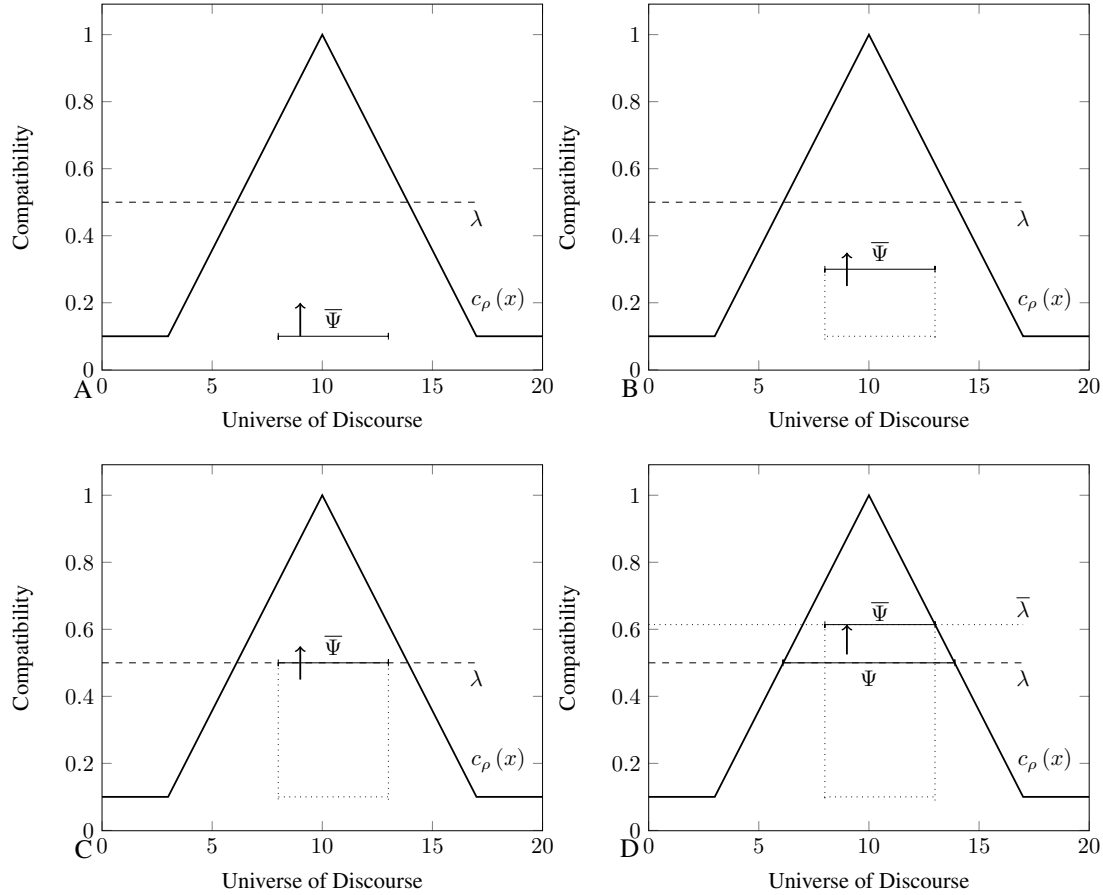 1
0.8
0.6
0.4
0.2
0
Compatibility
λ
c_ρ (x)
Ψ̅
A
0 5 10 15 20
Universe of Discourse
1
0.8
0.6
0.4
0.2
0
Compatibility
λ
c_ρ (x)
Ψ̅
B
0 5 10 15 20
Universe of Discourse
1
0.8
0.6
0.4
0.2
0
Compatibility
Ψ̅
λ
c_ρ (x)
C
0 5 10 15 20
Universe of Discourse
1
0.8
0.6
0.4
0.2
0
Compatibility
λ̅
Ψ̅
Ψ
λ
c_ρ (x)
D
0 5 10 15 20
Universe of Discourse